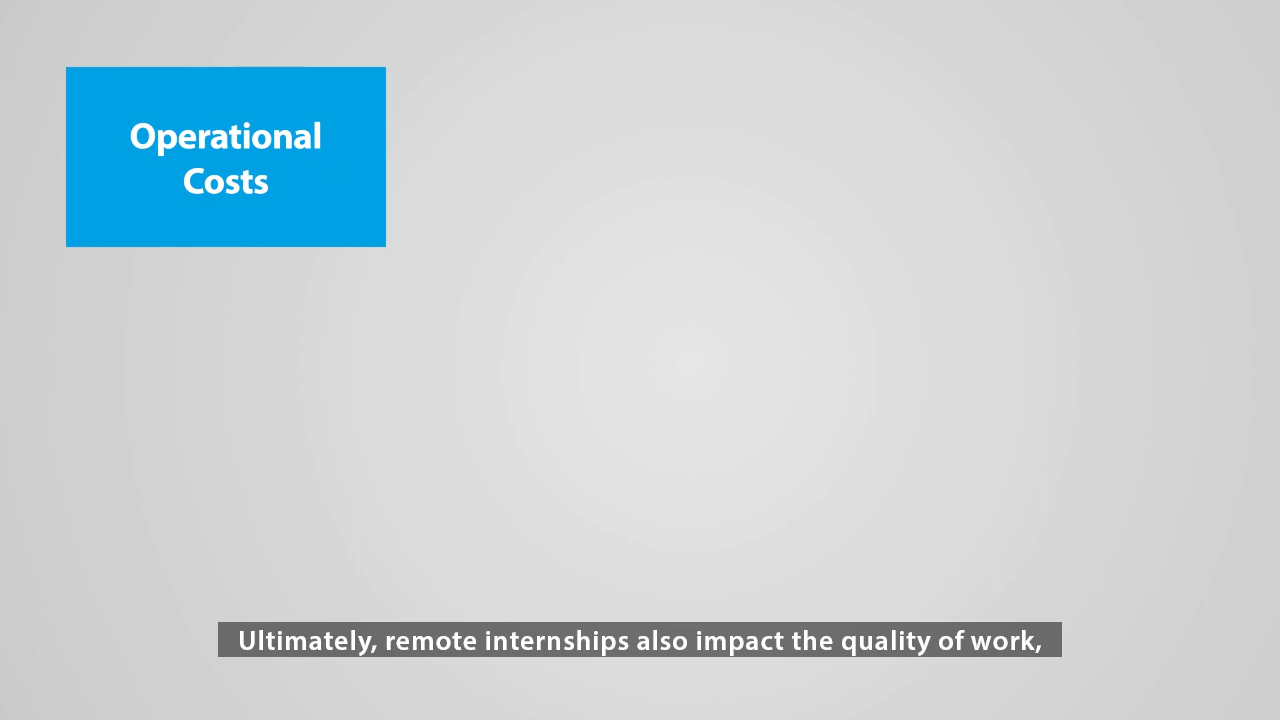 Operational
Costs
Ultimately, remote internships also impact the quality of work,